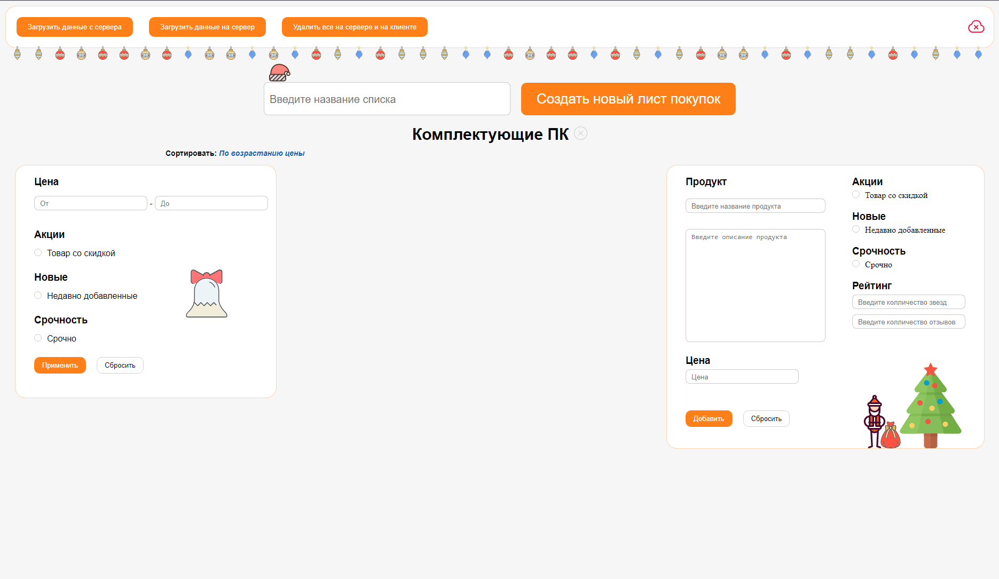 Загрузить данные с сервера
Загрузить данные на сервер
Удалить все на сервере и на клиенте
Введите название списка
Создать новый лист покупок
Комплектующие ПК
Сортировать: По возрастанию цены
Цена
От - До
Акции
Товар со скидкой
Новые
Недавно добавленные
Срочность
Срочно
Применить
Сбросить
Продукт
Введите название продукта
Введите описание продукта
Цена
Цена
Добавить
Сбросить
Акции
Товар со скидкой
Новые
Недавно добавленные
Срочность
Срочно
Рейтинг
Введите колличество звезд
Введите колличество отзывов